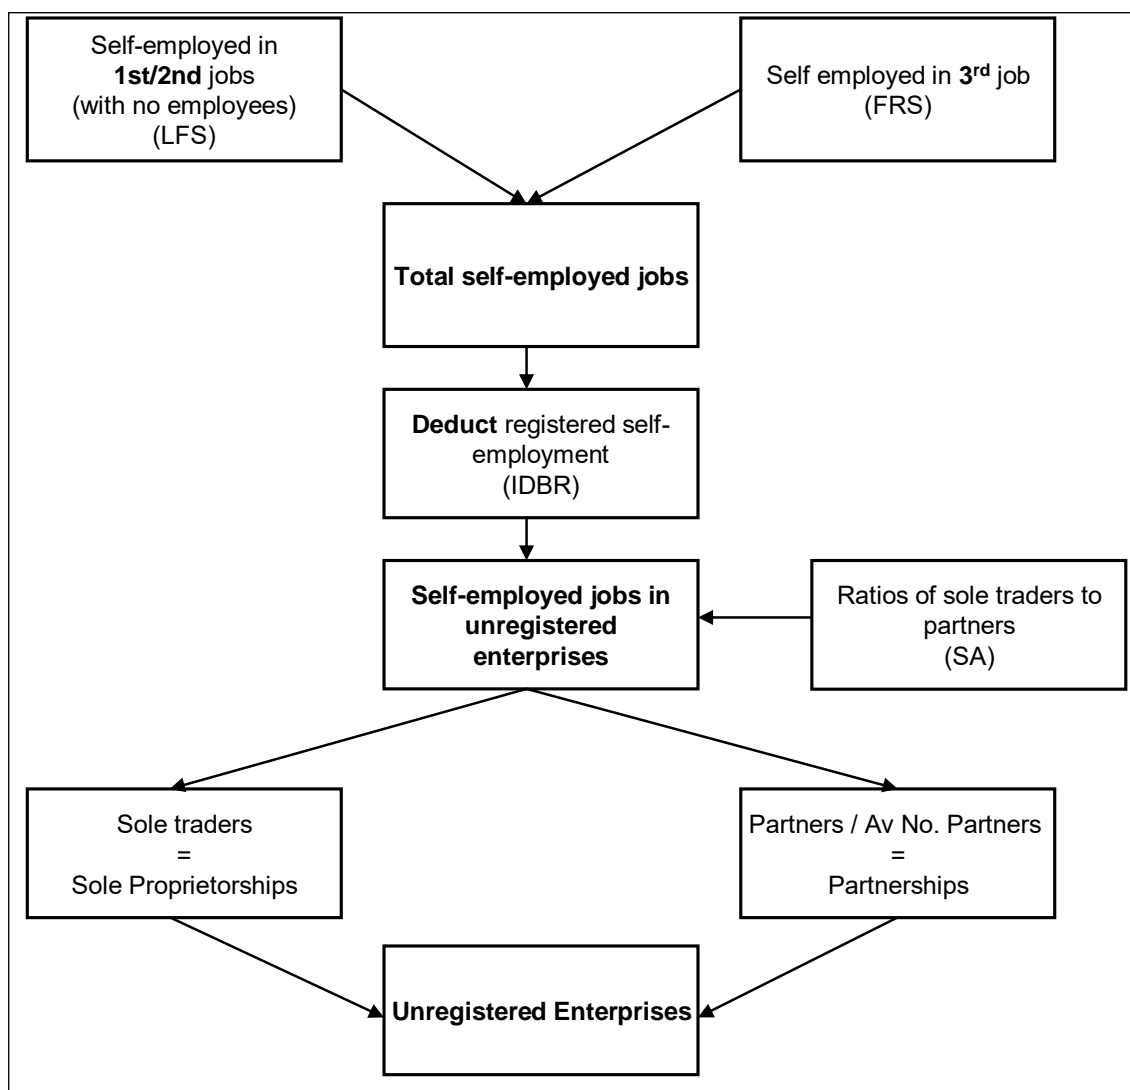 Self-employed in
1st/2nd jobs
(with no employees)
(LFS)
Self employed in 3rd job
(FRS)
Total self-employed jobs
Deduct registered self-
employment
(IDBR)
Self-employed jobs in
unregistered
enterprises
Ratios of sole traders to
partners
(SA)
Sole traders
=
Sole Proprietorships
Partners / Av No. Partners
=
Partnerships
Unregistered Enterprises